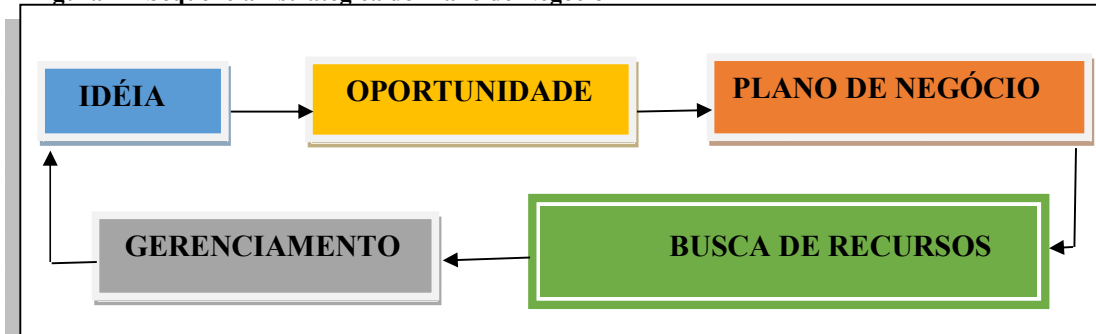 IDÉIA
OPORTUNIDADE
PLANO DE NEGÓCIO
GERENCIAMENTO
BUSCA DE RECURSOS